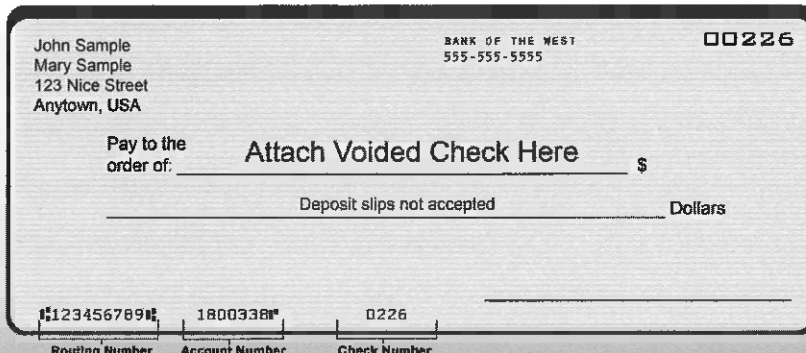 John Sample
Mary Sample
123 Nice Street
Anytown, USA
BANK OF THE WEST
555-555-5555
00226
Pay to the
order of: Attach Voided Check Here $
Deposit slips not accepted Dollars
⑆123456789⑆ 1800338⑈ 0226
Routing Number Account Number Check Number